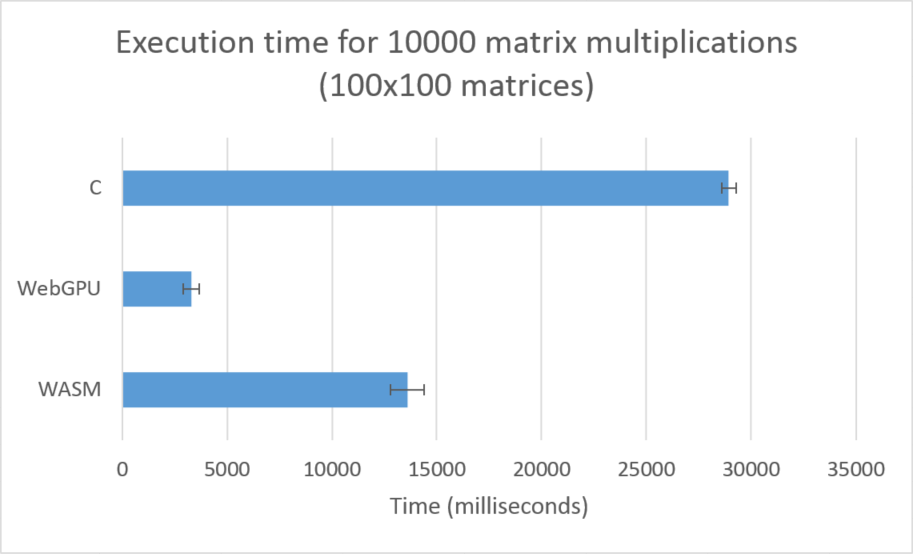 Execution time for 10000 matrix multiplications
(100x100 matrices)
C
WebGPU
WASM
0 5000 10000 15000 20000 25000 30000 35000
Time (milliseconds)